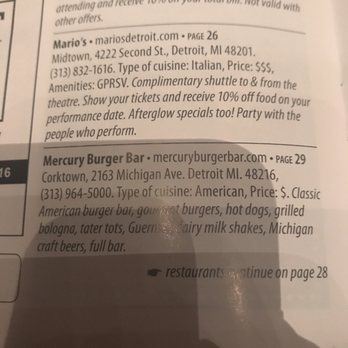 attending and receive 10% off your total bill. Not valid with
other offers.
Mario's • mariosdetroit.com • PAGE 26
Midtown, 4222 Second St., Detroit, MI 48201.
(313) 832-1616. Type of cuisine: Italian, Price: $$$,
Amenities: GPRSV. Complimentary shuttle to & from the
theatre. Show your tickets and receive 10% off food on your
performance date. Afterglow specials too! Party with the
people who perform.
Mercury Burger Bar • mercuryburgerbar.com • PAGE 29
Corktown, 2163 Michigan Ave. Detroit MI. 48216,
(313) 964-5000. Type of cuisine: American, Price: $. Classic
American burger bar, gourmet burgers, hot dogs, grilled
bologna, tater tots, Guernsey dairy milk shakes, Michigan
craft beers, full bar.
☛ restaurants continue on page 28
16